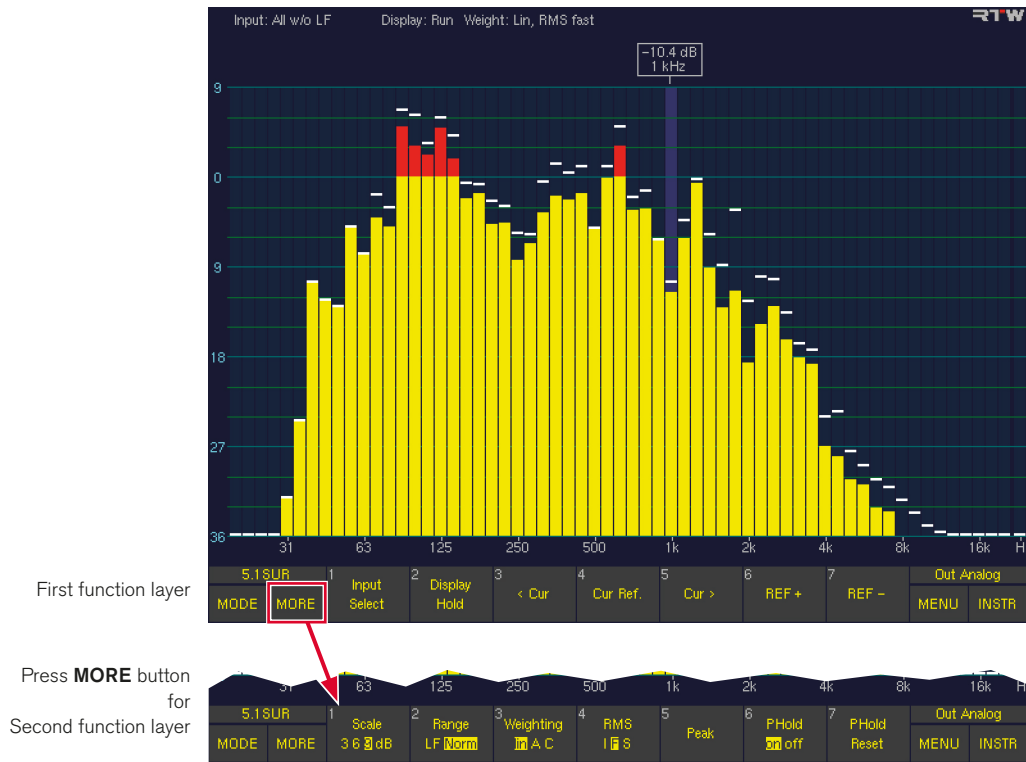 Input: All w/o LF Display: Run Weight: Lin, RMS fast RTW
-10.4 dB
1 kHz
9
0
9
18
27
36
31 63 125 250 500 1k 2k 4k 8k 16k H
First function layer
5.1SUR
MODE MORE
1 Input Select
2 Display Hold
3 < Cur
4 Cur Ref.
5 Cur >
6 REF +
7 REF -
Out Analog
MENU INSTR
Press MORE button
for
Second function layer
31 63 125 250 500 1k 2k 4k 8k 16k H
5.1SUR
MODE MORE
1 Scale
3 6 9 dB
2 Range
LF Norm
3 Weighting
lin A C
4 RMS
I F S
5 Peak
6 PHold
on off
7 PHold
Reset
Out Analog
MENU INSTR